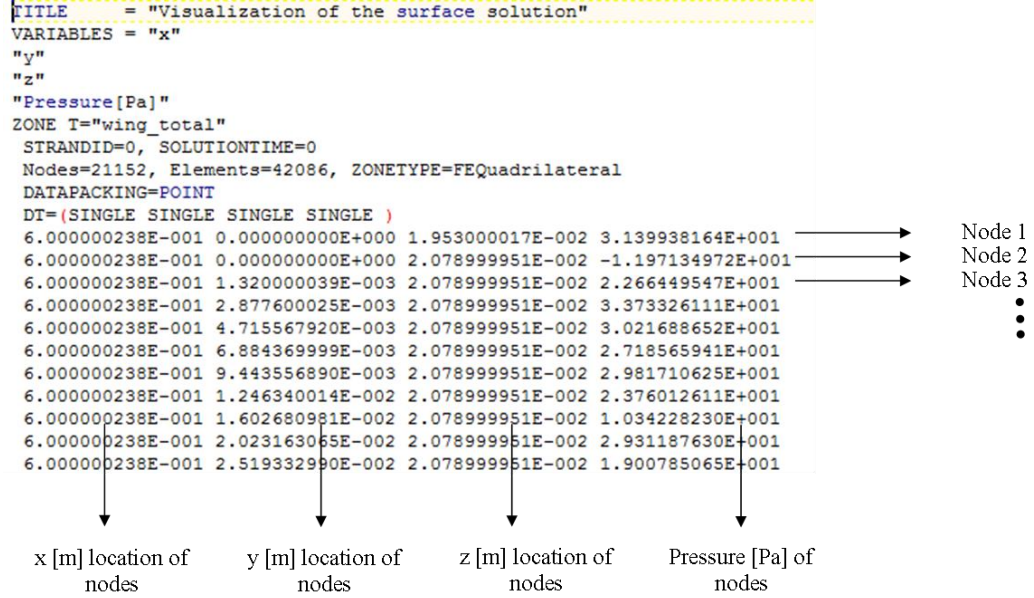 TITLE     = "Visualization of the surface solution"
VARIABLES = "x"
"y"
"z"
"Pressure[Pa]"
ZONE T="wing_total"
STRANDID=0, SOLUTIONTIME=0
Nodes=21152, Elements=42086, ZONETYPE=FEQuadrilateral
DATAPACKING=POINT
DT=(SINGLE SINGLE SINGLE SINGLE )
6.000000238E-001 0.000000000E+000 1.953000017E-002 3.139938164E+001 Node 1
6.000000238E-001 0.000000000E+000 2.078999951E-002 -1.197134972E+001 Node 2
6.000000238E-001 1.320000039E-003 2.078999951E-002 2.266449547E+001 Node 3
6.000000238E-001 2.877600025E-003 2.078999951E-002 3.373326111E+001
6.000000238E-001 4.715567920E-003 2.078999951E-002 3.021688652E+001
6.000000238E-001 6.884369999E-003 2.078999951E-002 2.718565941E+001
6.000000238E-001 9.443556890E-003 2.078999951E-002 2.981710625E+001
6.000000238E-001 1.246340014E-002 2.078999951E-002 2.376012611E+001
6.000000238E-001 1.602680981E-002 2.078999951E-002 1.034228230E+001
6.000000238E-001 2.023163065E-002 2.078999951E-002 2.931187630E+001
6.000000238E-001 2.519332990E-002 2.078999951E-002 1.900785065E+001
x [m] location of nodes
y [m] location of nodes
z [m] location of nodes
Pressure [Pa] of nodes